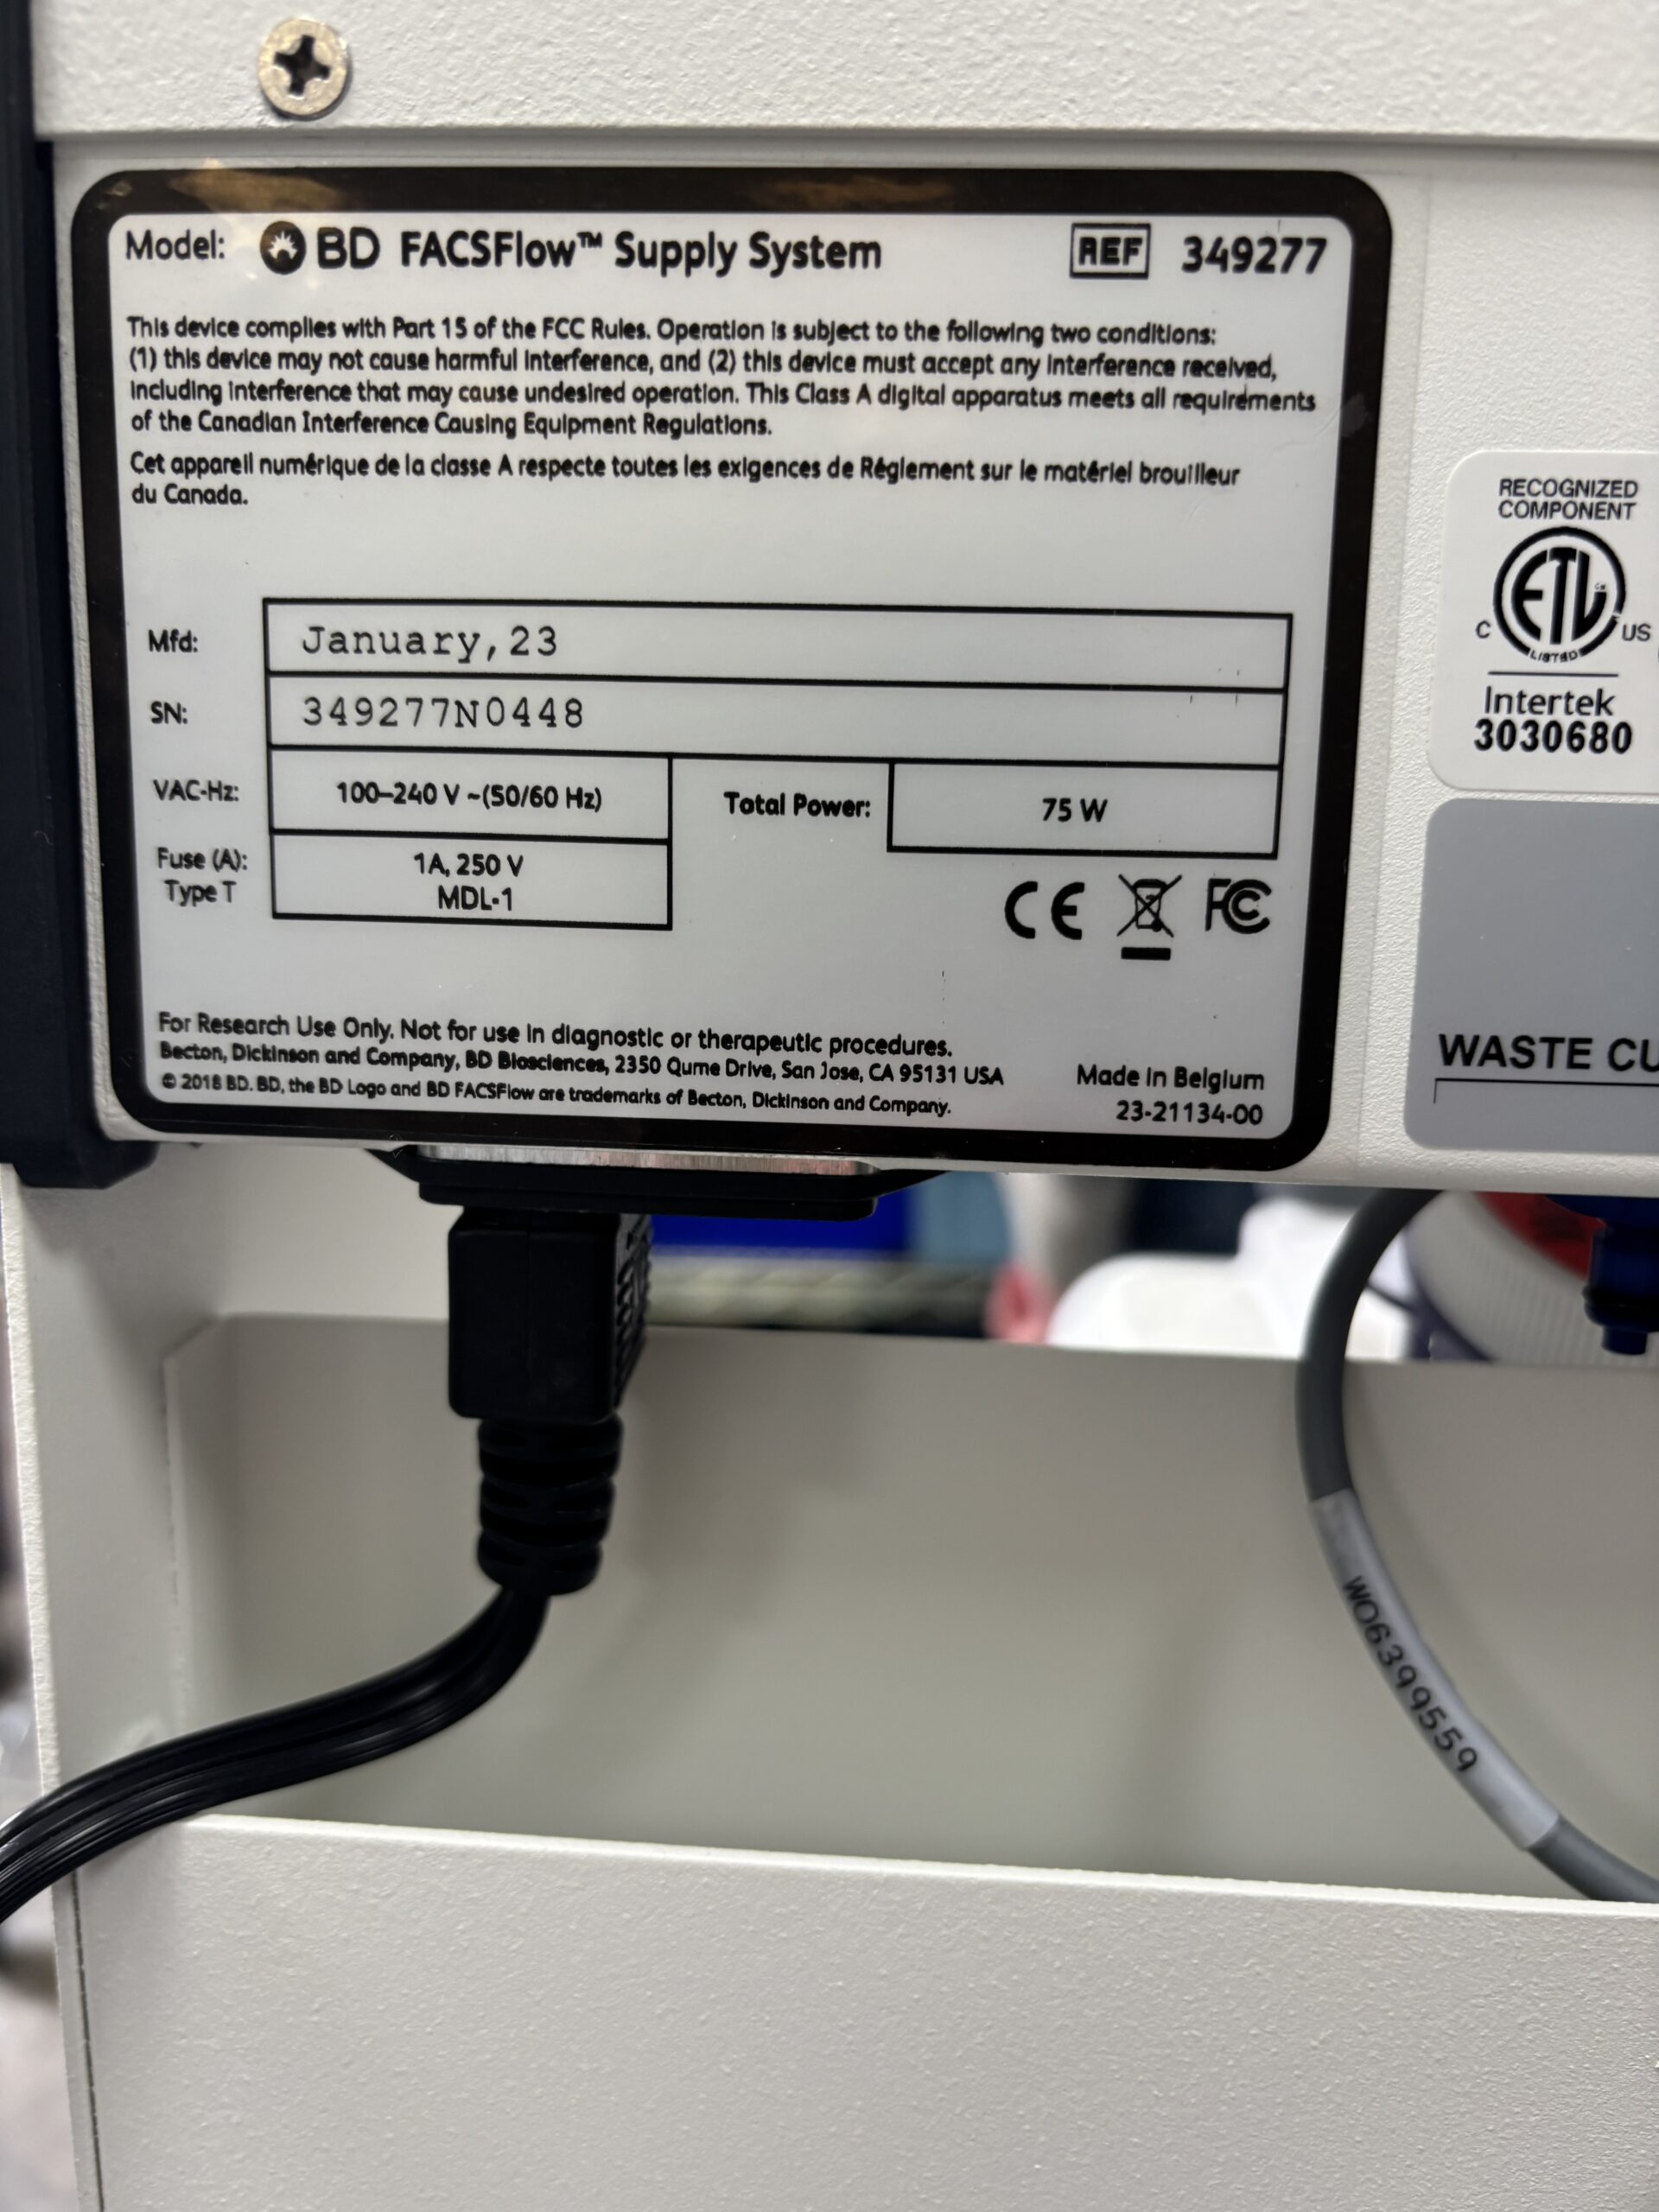 Model: BD FACSFlow™ Supply System REF 349277
This device complies with Part 15 of the FCC Rules. Operation is subject to the following two conditions:
(1) this device may not cause harmful interference, and (2) this device must accept any interference received,
including interference that may cause undesired operation. This Class A digital apparatus meets all requirements
of the Canadian Interference Causing Equipment Regulations.
Cet appareil numérique de la classe A respecte toutes les exigences de Réglement sur le matériel brouilleur
du Canada.
Mfd: January,23
SN: 349277N0448
VAC-Hz: 100–240 V ~(50/60 Hz) Total Power: 75 W
Fuse (A): 1A, 250 V
Type T MDL-1
CE FC
For Research Use Only. Not for use in diagnostic or therapeutic procedures.
Becton, Dickinson and Company, BD Biosciences, 2350 Qume Drive, San Jose, CA 95131 USA
© 2018 BD. BD, the BD Logo and BD FACSFlow are trademarks of Becton, Dickinson and Company.
Made in Belgium
23-21134-00
RECOGNIZED
COMPONENT
C ETL US
LISTED
Intertek
3030680
WASTE CU
WO6399559